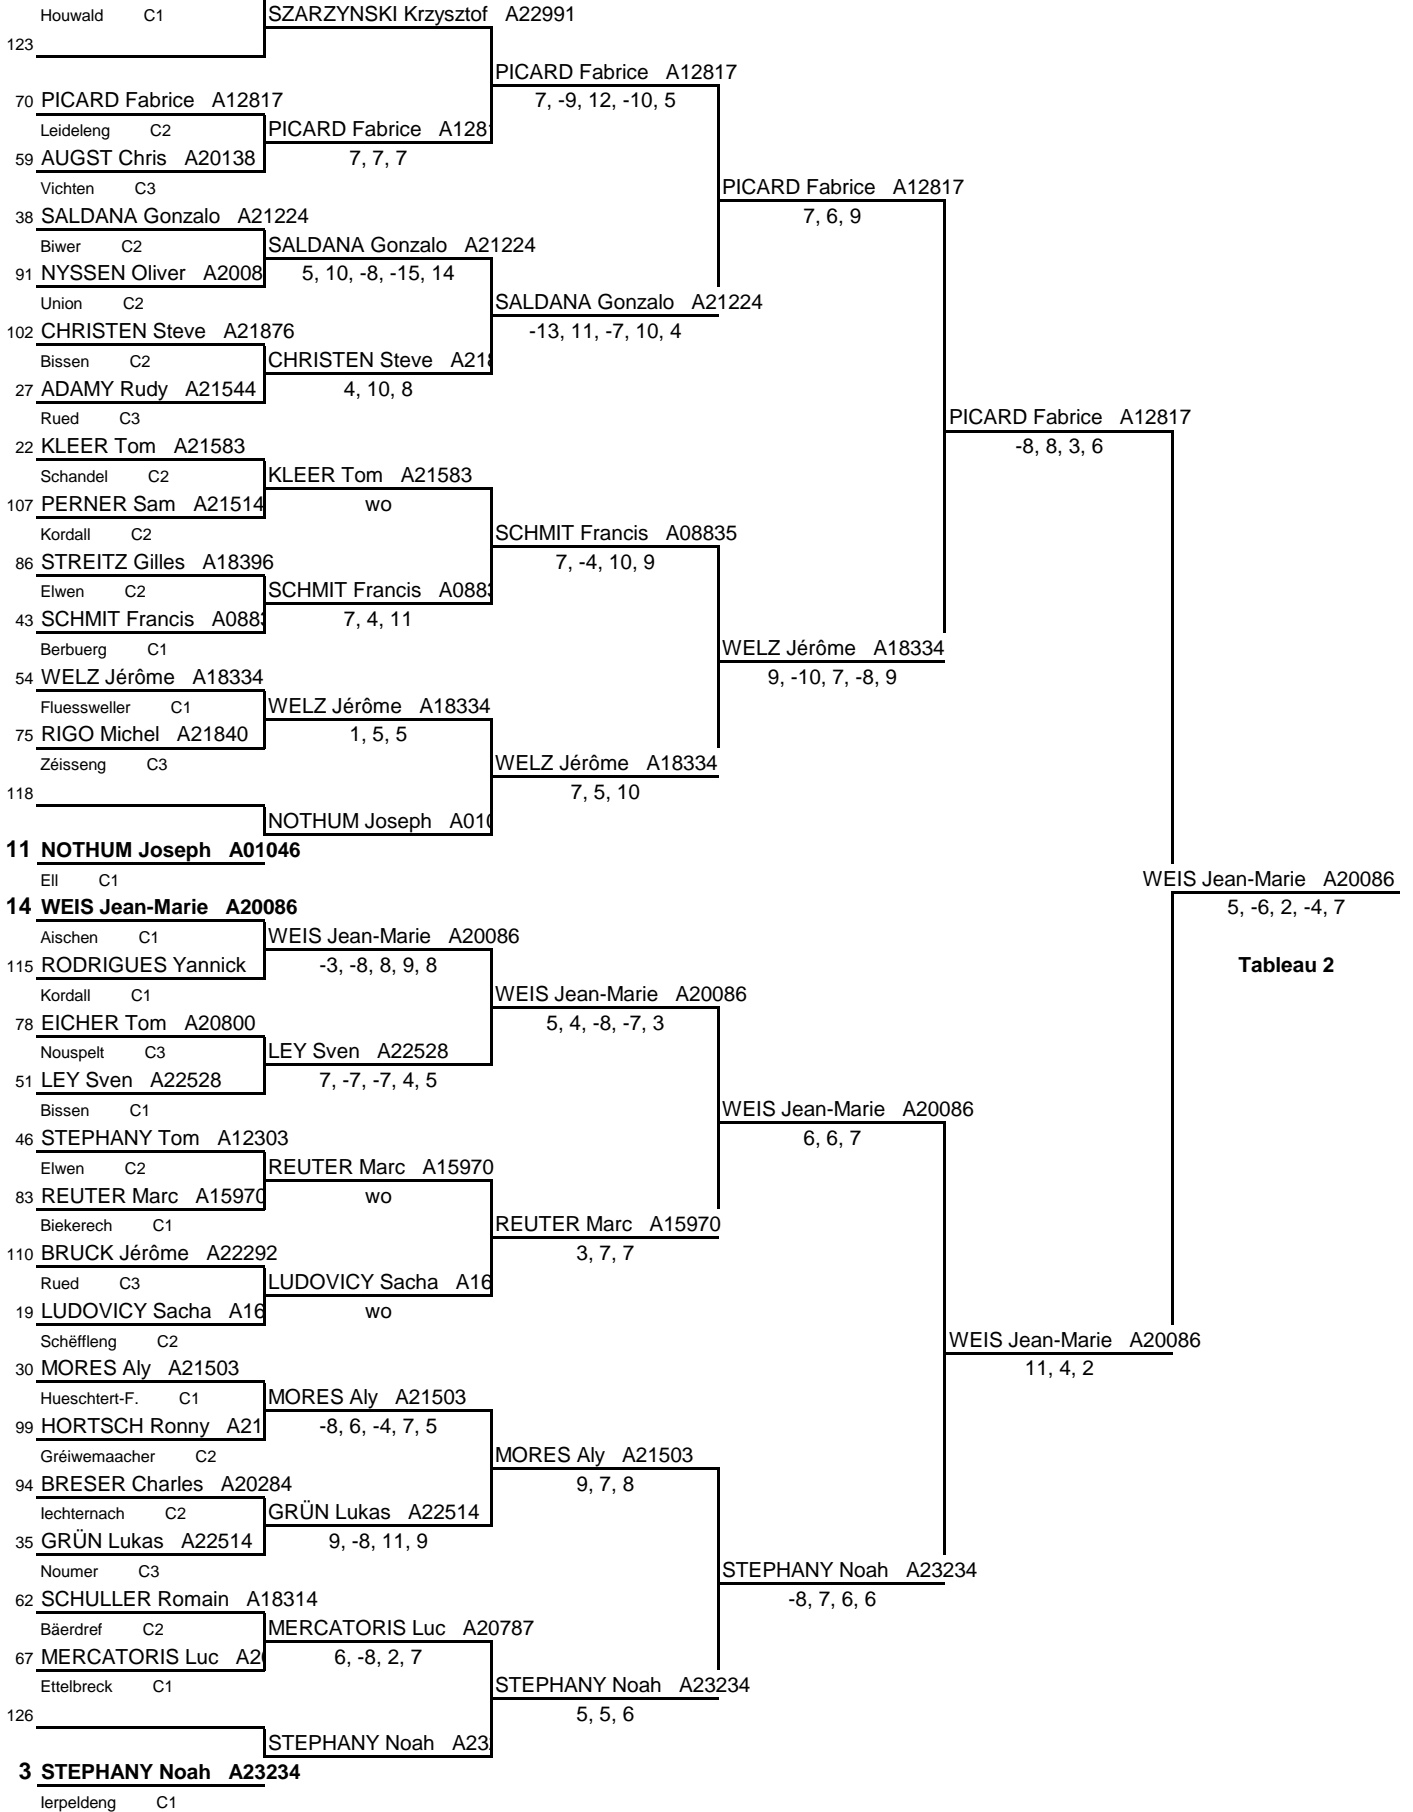 Houwald C1 SZARZYNSKI Krzysztof A22991
123
PICARD Fabrice A12817
70 PICARD Fabrice A12817 7, -9, 12, -10, 5
Leideleng C2 PICARD Fabrice A1281
59 AUGST Chris A20138 7, 7, 7
Vichten C3 PICARD Fabrice A12817
38 SALDANA Gonzalo A21224 7, 6, 9
Biwer C2 SALDANA Gonzalo A21224
91 NYSSEN Oliver A2008 5, 10, -8, -15, 14
Union C2 SALDANA Gonzalo A21224
102 CHRISTEN Steve A21876 -13, 11, -7, 10, 4
Bissen C2 CHRISTEN Steve A218
27 ADAMY Rudy A21544 4, 10, 8
Rued C3 PICARD Fabrice A12817
22 KLEER Tom A21583 -8, 8, 3, 6
Schandel C2 KLEER Tom A21583
107 PERNER Sam A21514 wo
Kordall C2 SCHMIT Francis A08835
86 STREITZ Gilles A18396 7, -4, 10, 9
Elwen C2 SCHMIT Francis A0883
43 SCHMIT Francis A0883 7, 4, 11
Berbuerg C1 WELZ Jérôme A18334
54 WELZ Jérôme A18334 9, -10, 7, -8, 9
Fluessweller C1 WELZ Jérôme A18334
75 RIGO Michel A21840 1, 5, 5
Zéisseng C3 WELZ Jérôme A18334
118 7, 5, 10
NOTHUM Joseph A010
11 NOTHUM Joseph A01046
Ell C1 WEIS Jean-Marie A20086
14 WEIS Jean-Marie A20086 5, -6, 2, -4, 7
Aischen C1 WEIS Jean-Marie A20086
115 RODRIGUES Yannick -3, -8, 8, 9, 8 Tableau 2
Kordall C1 WEIS Jean-Marie A20086
78 EICHER Tom A20800 5, 4, -8, -7, 3
Nouspelt C3 LEY Sven A22528
51 LEY Sven A22528 7, -7, -7, 4, 5
Bissen C1 WEIS Jean-Marie A20086
46 STEPHANY Tom A12303 6, 6, 7
Elwen C2 REUTER Marc A15970
83 REUTER Marc A15970 wo
Biekerech C1 REUTER Marc A15970
110 BRUCK Jérôme A22292 3, 7, 7
Rued C3 LUDOVICY Sacha A16
19 LUDOVICY Sacha A16 wo
Schëffleng C2 WEIS Jean-Marie A20086
30 MORES Aly A21503 11, 4, 2
Hueschtert-F. C1 MORES Aly A21503
99 HORTSCH Ronny A21 -8, 6, -4, 7, 5
Gréiwemaacher C2 MORES Aly A21503
94 BRESER Charles A20284 9, 7, 8
Iechternach C2 GRÜN Lukas A22514
35 GRÜN Lukas A22514 9, -8, 11, 9
Noumer C3 STEPHANY Noah A23234
62 SCHULLER Romain A18314 -8, 7, 6, 6
Bäerdref C2 MERCATORIS Luc A20787
67 MERCATORIS Luc A20 6, -8, 2, 7
Ettelbreck C1 STEPHANY Noah A23234
126 5, 5, 6
STEPHANY Noah A23
3 STEPHANY Noah A23234
Ierpeldeng C1